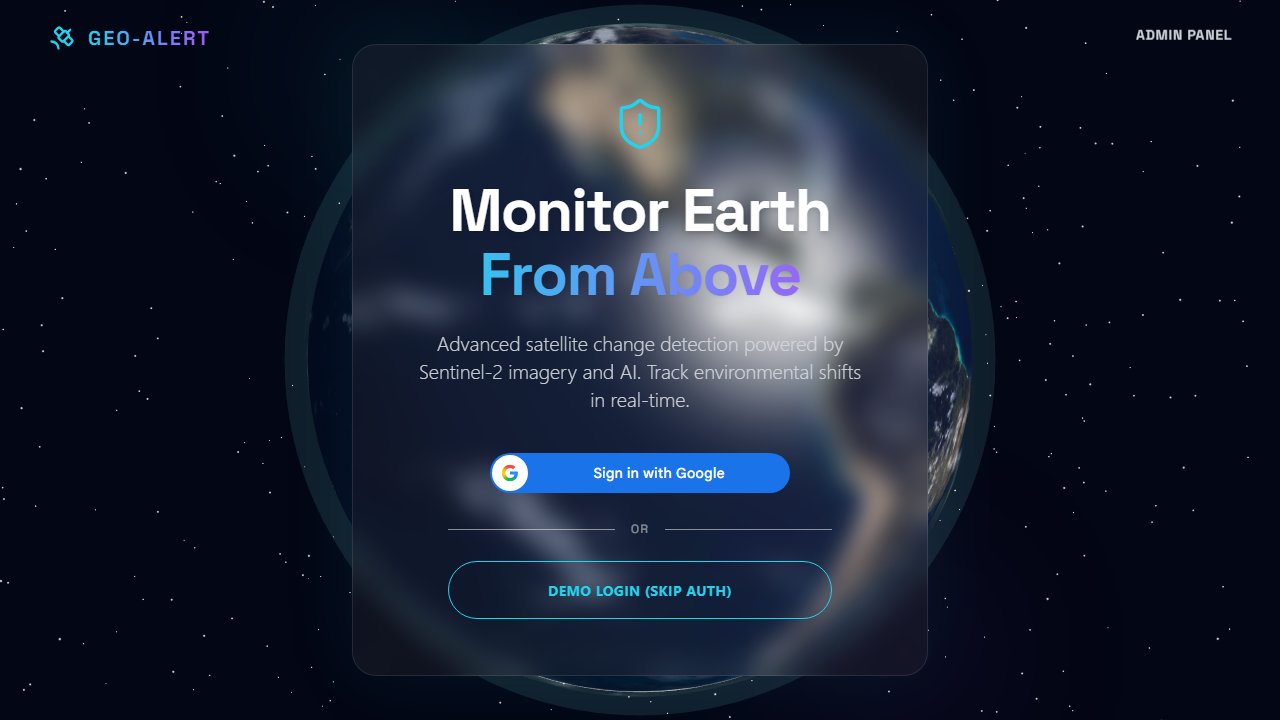 GEO-ALERT
ADMIN PANEL
Monitor Earth
From Above
Advanced satellite change detection powered by
Sentinel-2 imagery and AI. Track environmental shifts
in real-time.
Sign in with Google
OR
DEMO LOGIN (SKIP AUTH)